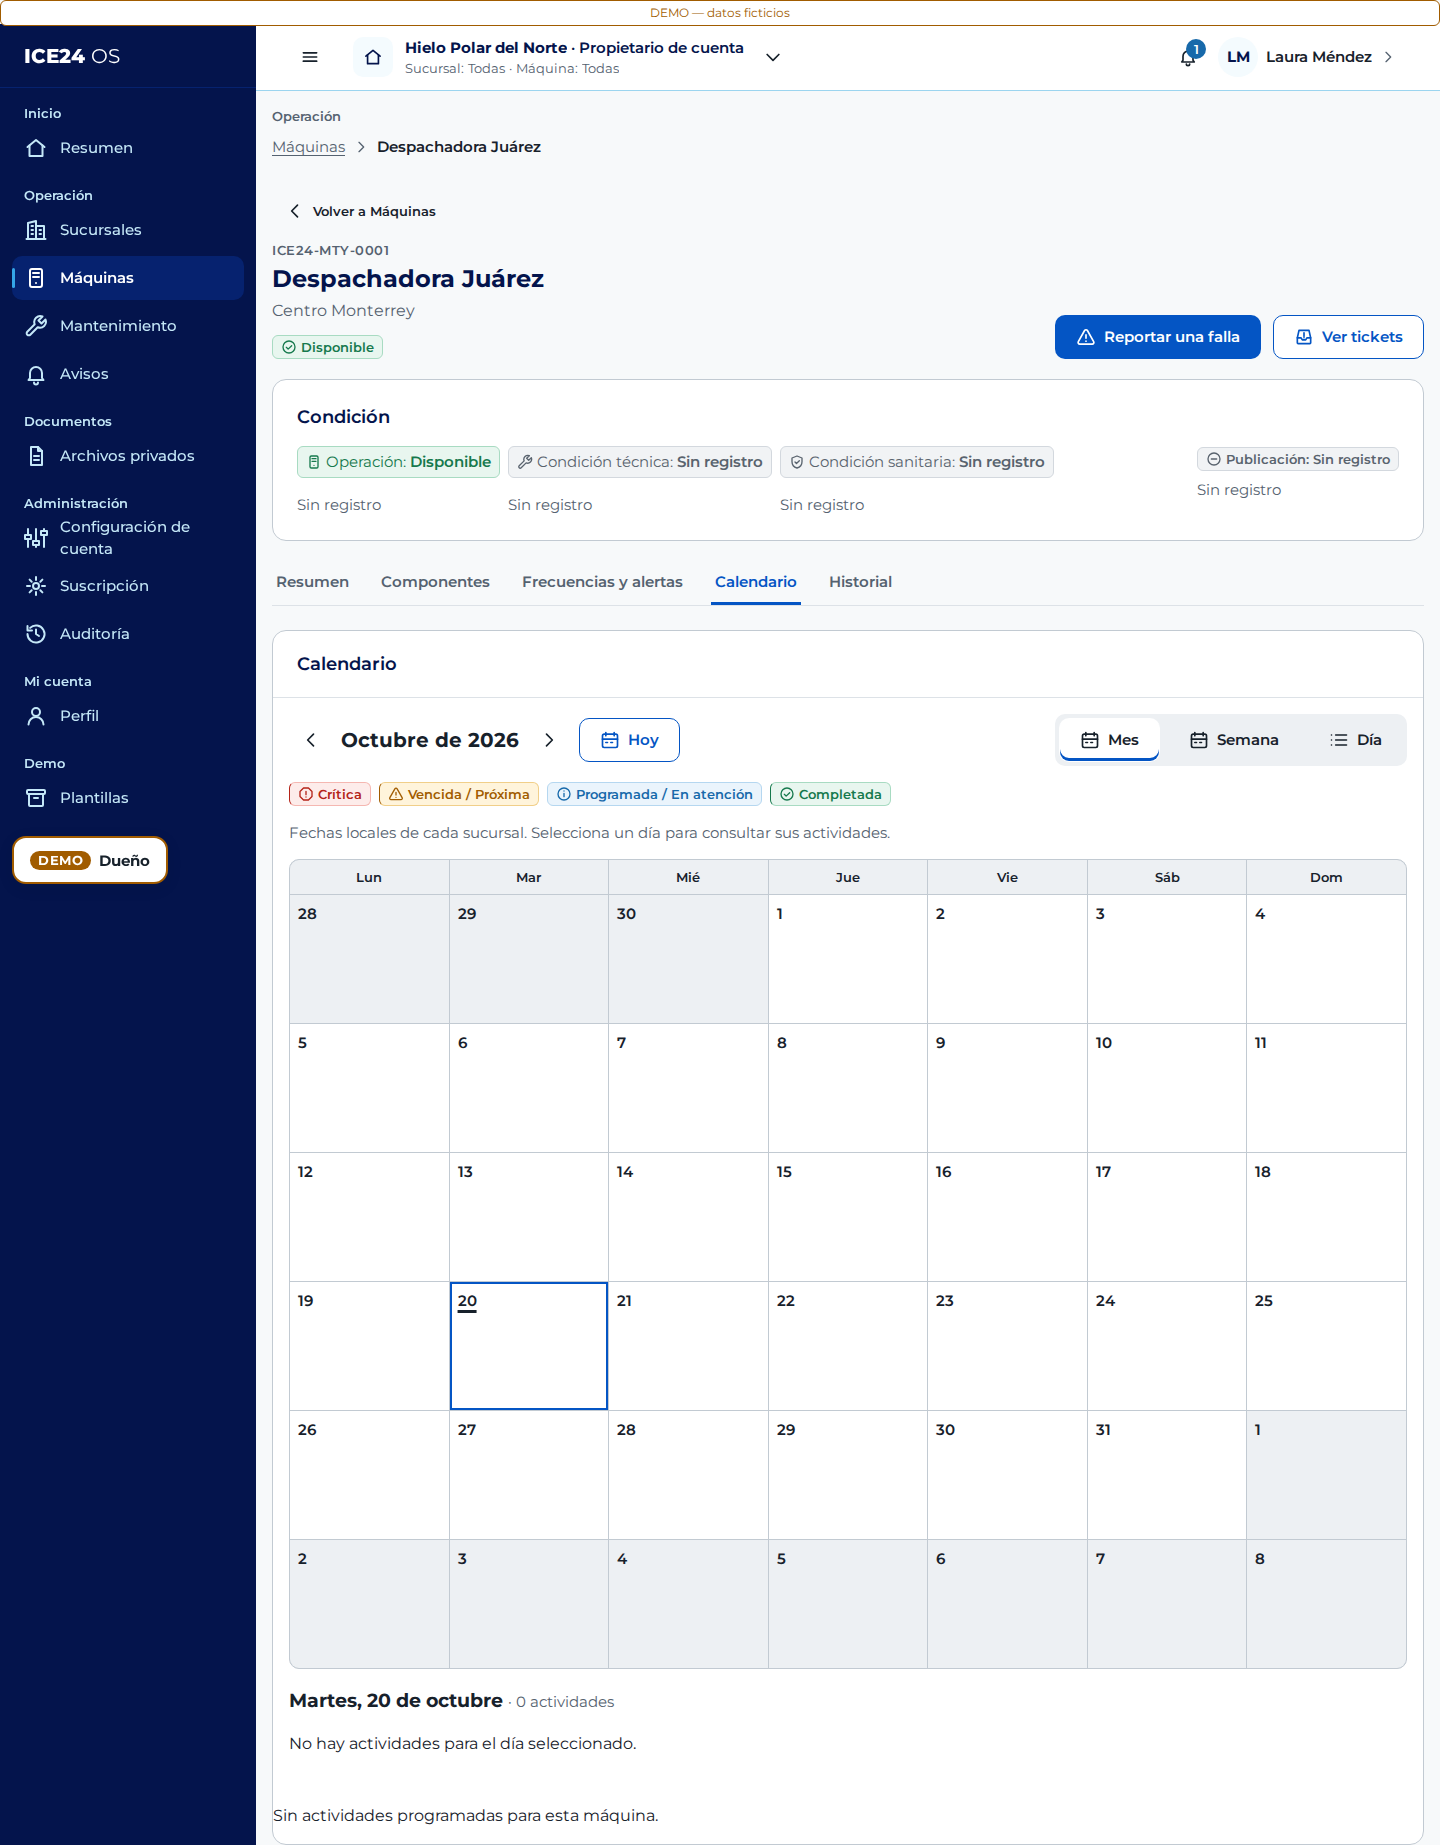 DEMO — datos ficticios
ICE24 OS
Inicio
Resumen
Operación
Sucursales
Máquinas
Mantenimiento
Avisos
Documentos
Archivos privados
Administración
Configuración de
cuenta
Suscripción
Auditoría
Mi cuenta
Perfil
Demo
Plantillas
DEMO Dueño
Hielo Polar del Norte · Propietario de cuenta
Sucursal: Todas · Máquina: Todas
1
LM Laura Méndez
Operación
Máquinas Despachadora Juárez
Volver a Máquinas
ICE24-MTY-0001
Despachadora Juárez
Centro Monterrey
Disponible
Reportar una falla Ver tickets
Condición
Operación: Disponible Condición técnica: Sin registro Condición sanitaria: Sin registro Publicación: Sin registro
Sin registro Sin registro Sin registro Sin registro
Resumen Componentes Frecuencias y alertas Calendario Historial
Calendario
Octubre de 2026 Hoy Mes Semana Día
Crítica Vencida / Próxima Programada / En atención Completada
Fechas locales de cada sucursal. Selecciona un día para consultar sus actividades.
Lun Mar Mié Jue Vie Sáb Dom
28 29 30 1 2 3 4
5 6 7 8 9 10 11
12 13 14 15 16 17 18
19 20 21 22 23 24 25
26 27 28 29 30 31 1
2 3 4 5 6 7 8
Martes, 20 de octubre · 0 actividades
No hay actividades para el día seleccionado.
Sin actividades programadas para esta máquina.